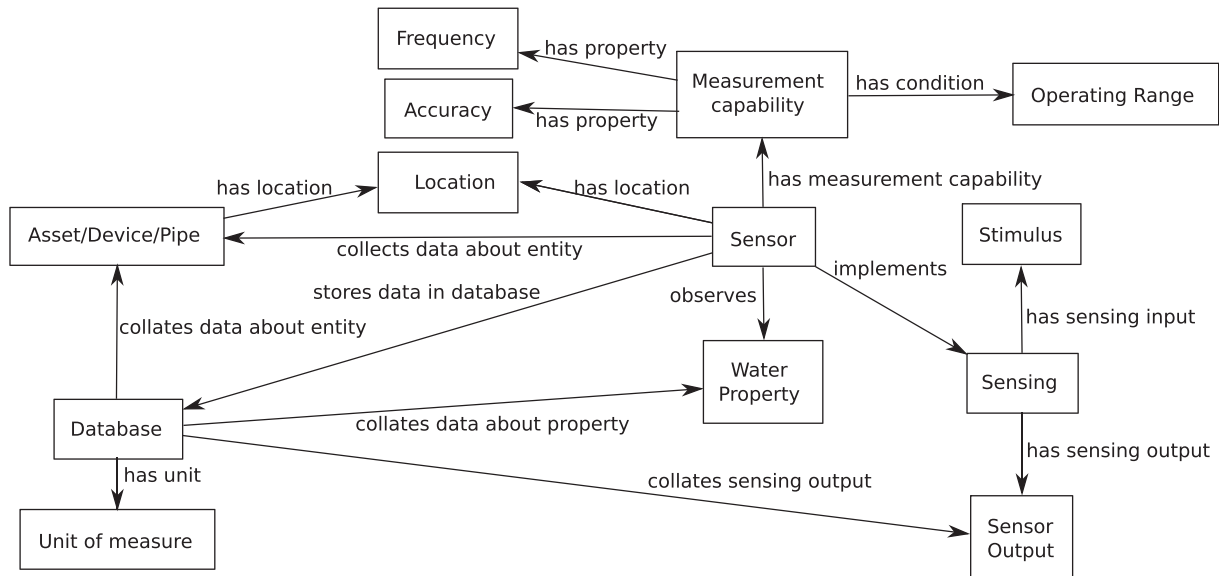 Frequency
has property
Measurement
capability
has condition
Operating Range
Accuracy
has property
Location
has location
has location
has measurement capability
Asset/Device/Pipe
Sensor
Stimulus
collects data about entity
implements
stores data in database
observes
collates data about entity
has sensing input
Water
Property
Sensing
Database
collates data about property
has unit
has sensing output
collates sensing output
Unit of measure
Sensor
Output